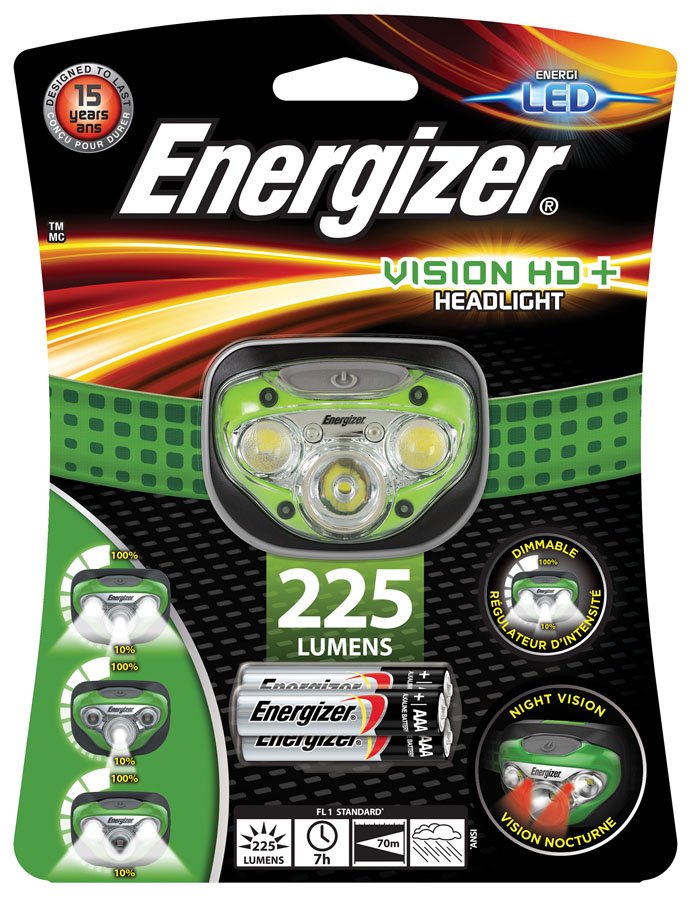 DESIGNED TO LAST
15
years
ans
CONÇU POUR DURER
ENERGI
LED
Energizer®
TM
MC
VISION HD +
HEADLIGHT
Energizer
225
LUMENS
100%
10%
100%
10%
100%
10%
DIMMABLE
100%
10%
RÉGULATEUR D'INTENSITÉ
Energizer
Energizer
Energizer
AAA
AAA
NIGHT VISION
Energizer
VISION NOCTURNE
FL 1 STANDARD*
225
LUMENS
7h
70m
*ANSI